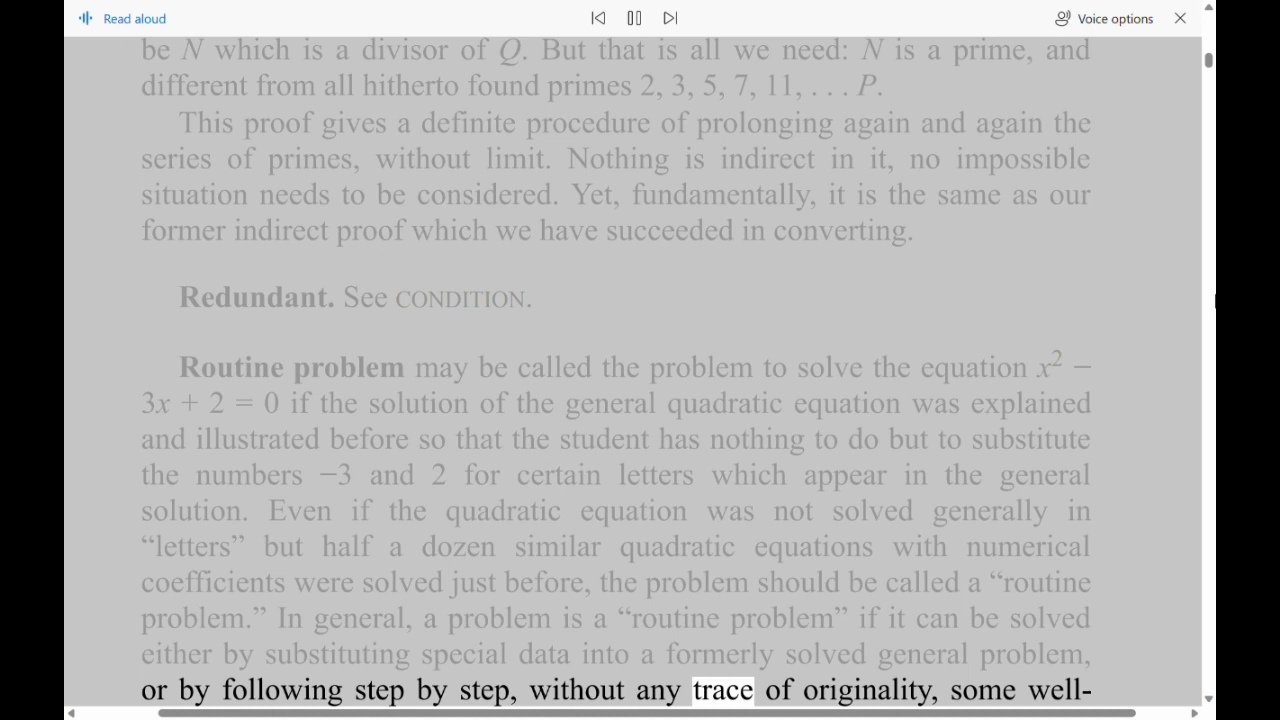 Read aloud
Voice options
be N which is a divisor of Q. But that is all we need: N is a prime, and
different from all hitherto found primes 2, 3, 5, 7, 11, . . . P.
This proof gives a definite procedure of prolonging again and again the
series of primes, without limit. Nothing is indirect in it, no impossible
situation needs to be considered. Yet, fundamentally, it is the same as our
former indirect proof which we have succeeded in converting.
Redundant. See CONDITION.
Routine problem may be called the problem to solve the equation x² −
3x + 2 = 0 if the solution of the general quadratic equation was explained
and illustrated before so that the student has nothing to do but to substitute
the numbers −3 and 2 for certain letters which appear in the general
solution. Even if the quadratic equation was not solved generally in
“letters” but half a dozen similar quadratic equations with numerical
coefficients were solved just before, the problem should be called a “routine
problem.” In general, a problem is a “routine problem” if it can be solved
either by substituting special data into a formerly solved general problem,
or by following step by step, without any trace of originality, some well-